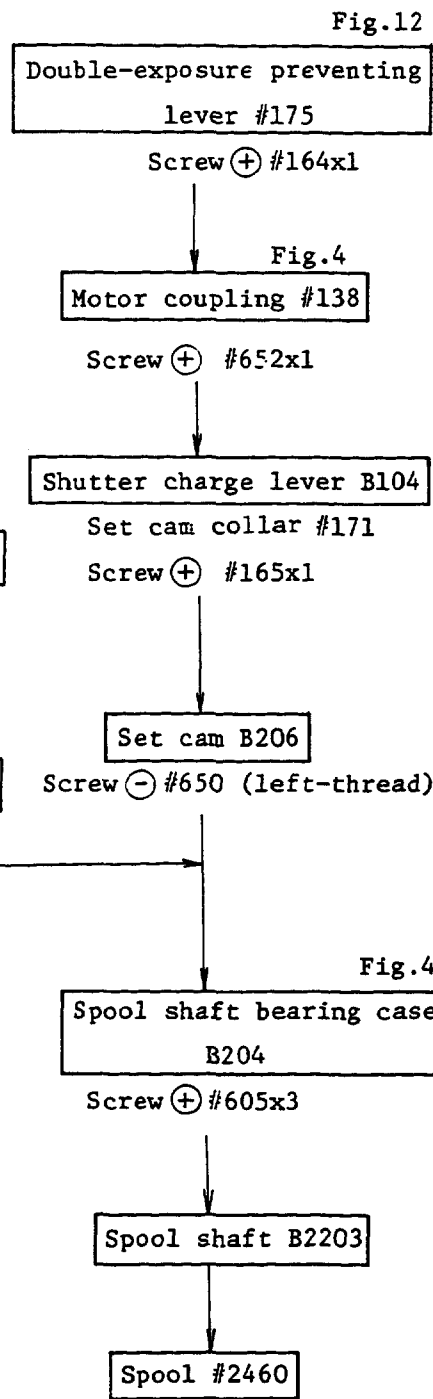 Fig.12
Double-exposure preventing
lever #175
Screw ⊕ #164x1
Fig.4
Motor coupling #138
Screw ⊕ #652x1
Shutter charge lever B104
Set cam collar #171
Screw ⊕ #165x1
Set cam B206
Screw ⊖ #650 (left-thread)
Fig.4
Spool shaft bearing case
B204
Screw ⊕ #605x3
Spool shaft B2203
Spool #2460